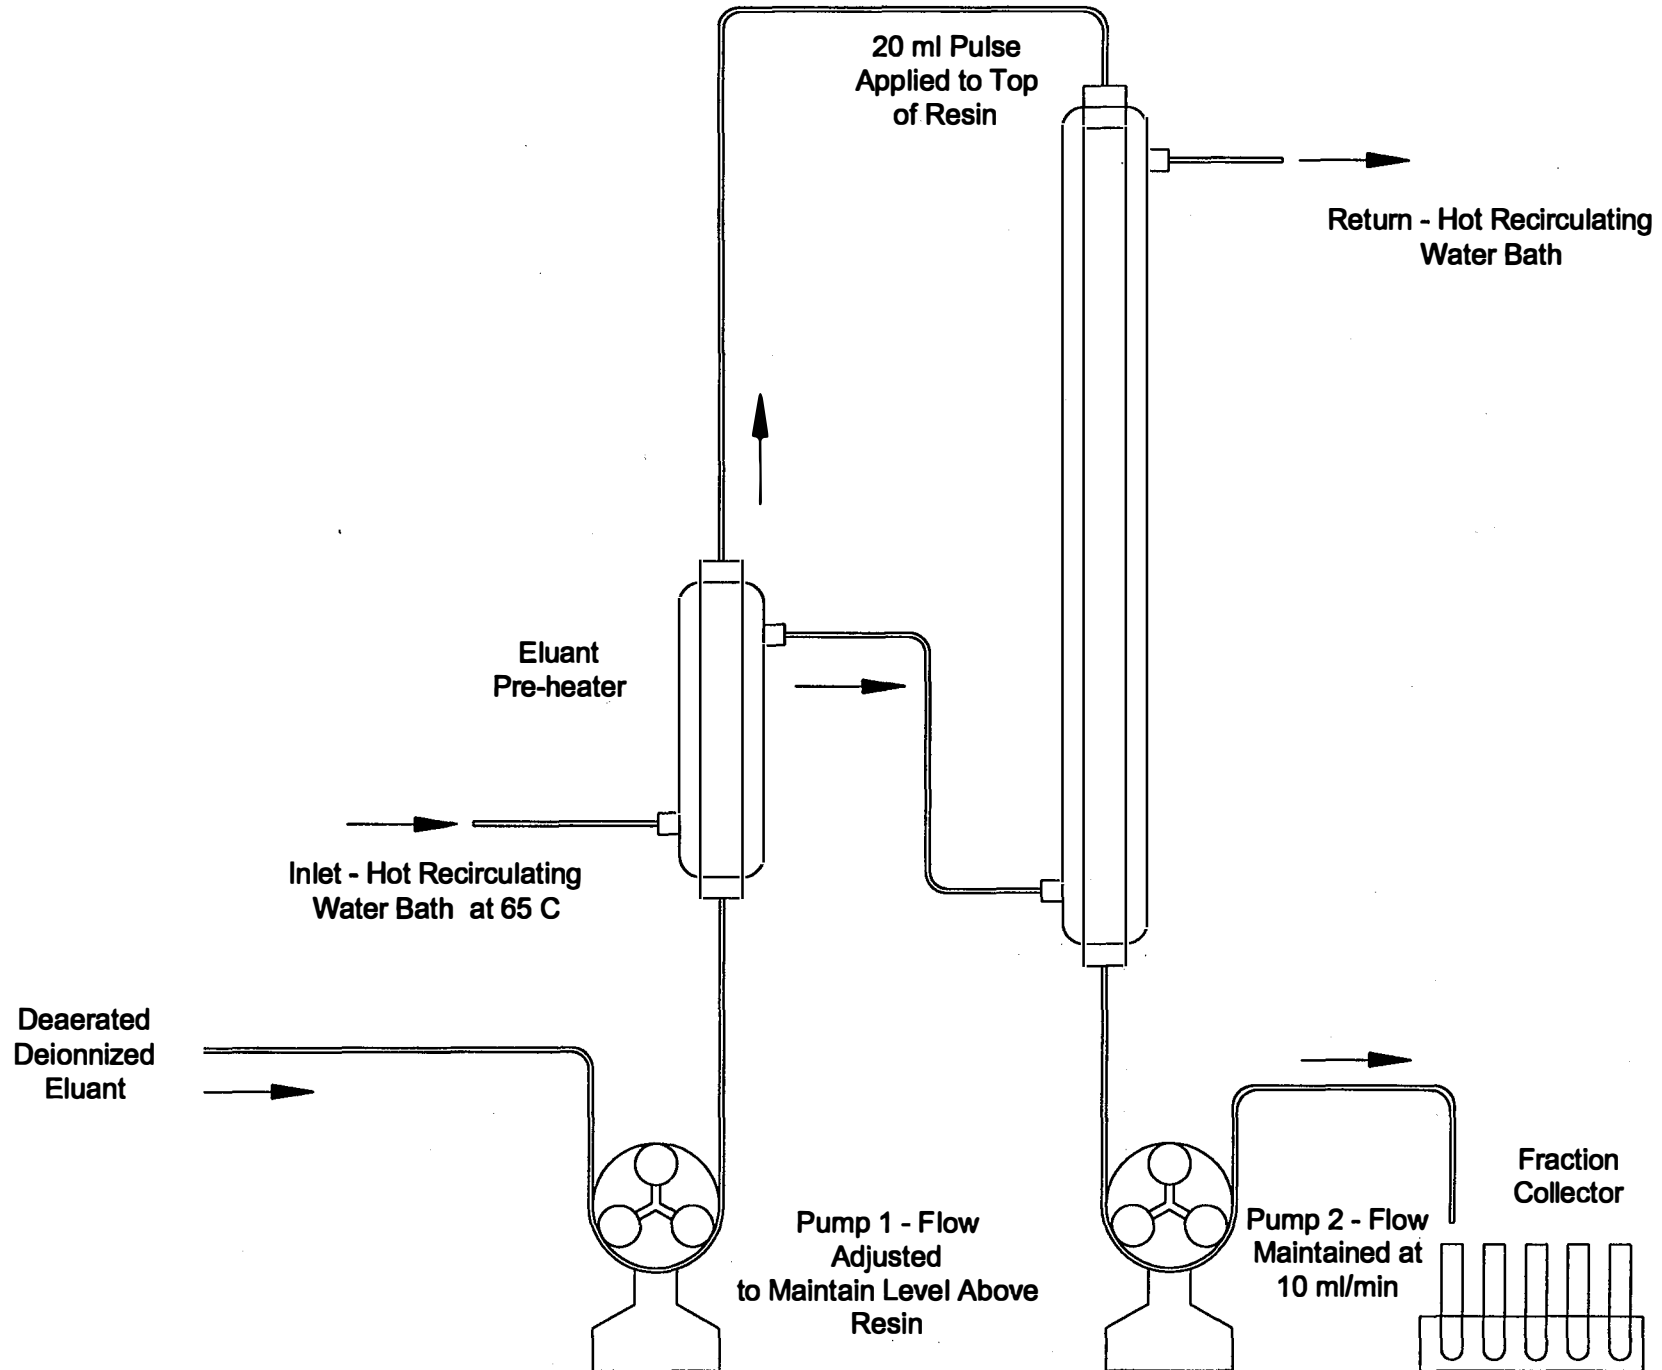 20 ml Pulse
Applied to Top
of Resin
Return - Hot Recirculating
Water Bath
Eluant
Pre-heater
Inlet - Hot Recirculating
Water Bath at 65 C
Deaerated
Deionnized
Eluant
Pump 1 - Flow
Adjusted
to Maintain Level Above
Resin
Pump 2 - Flow
Maintained at
10 ml/min
Fraction
Collector